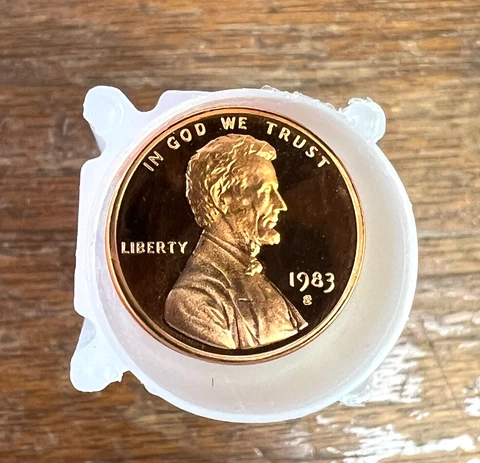 IN GOD WE TRUST
LIBERTY
1983
S